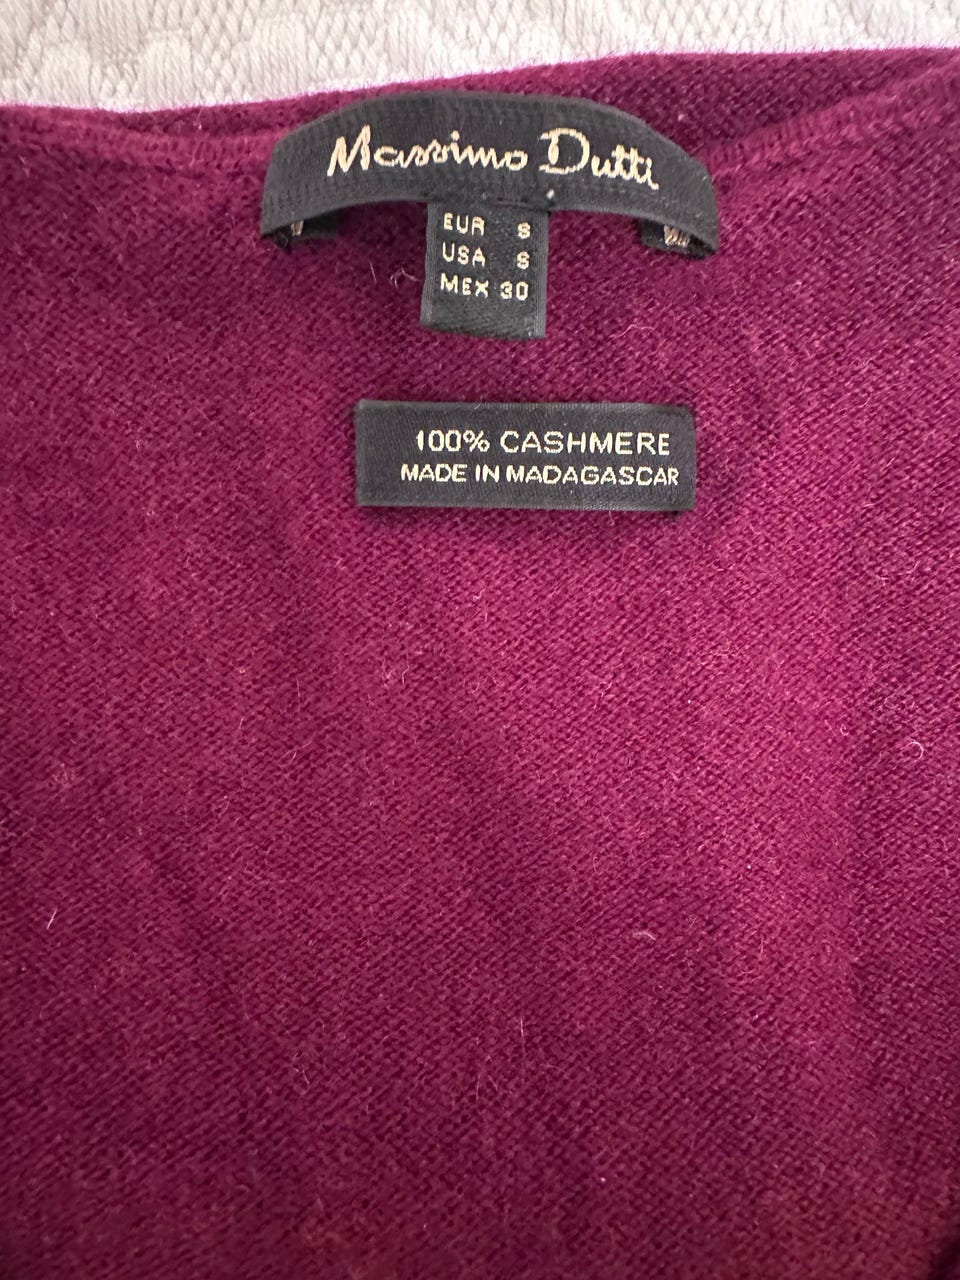 Massimo Dutti
EUR S
USA S
MEX 30
100% CASHMERE
MADE IN MADAGASCAR